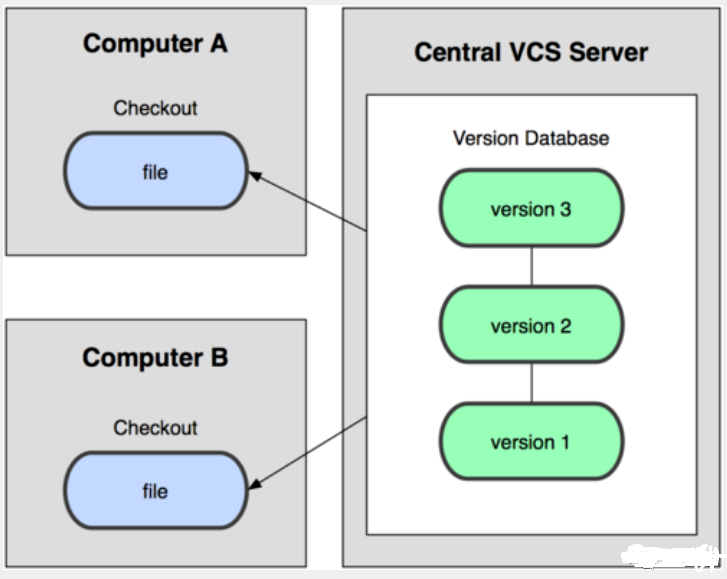 Computer A
Checkout
file
Computer B
Checkout
file
Central VCS Server
Version Database
version 3
version 2
version 1